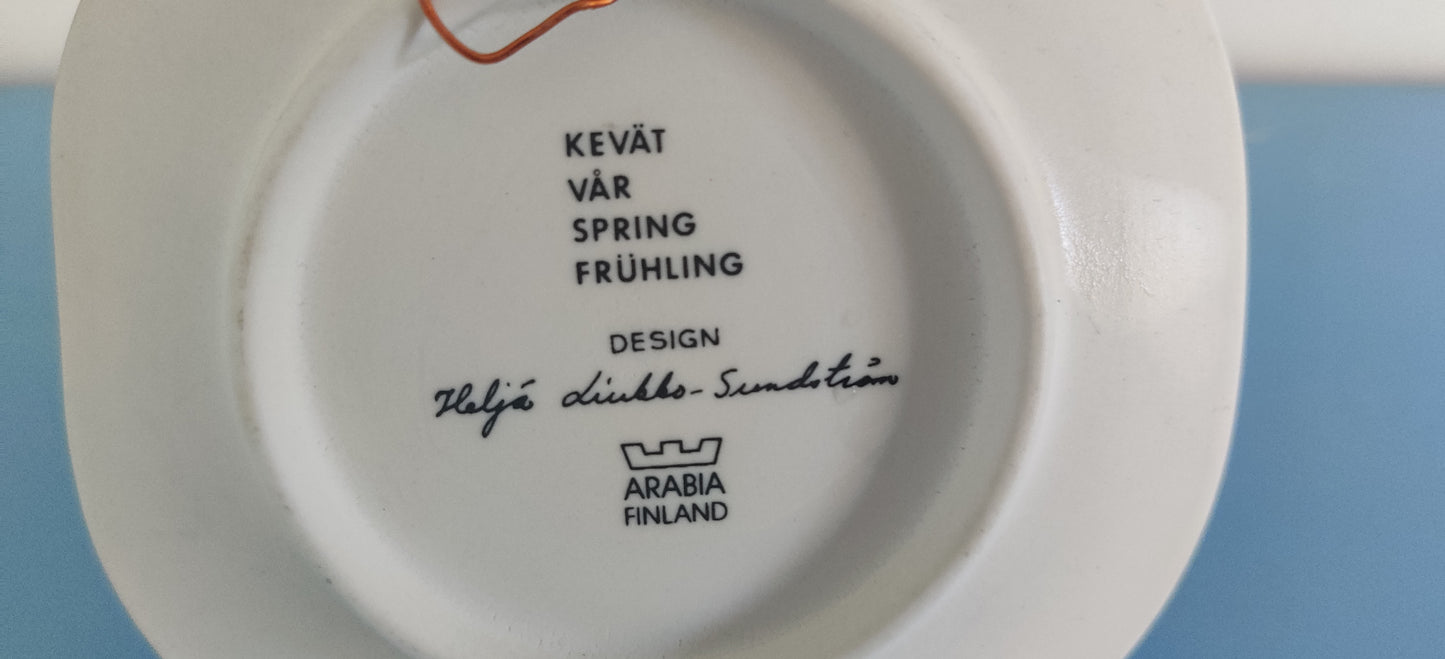 KEVÄT
VÅR
SPRING
FRÜHLING
DESIGN
Heljä Liukko-Sundström
ARABIA
FINLAND